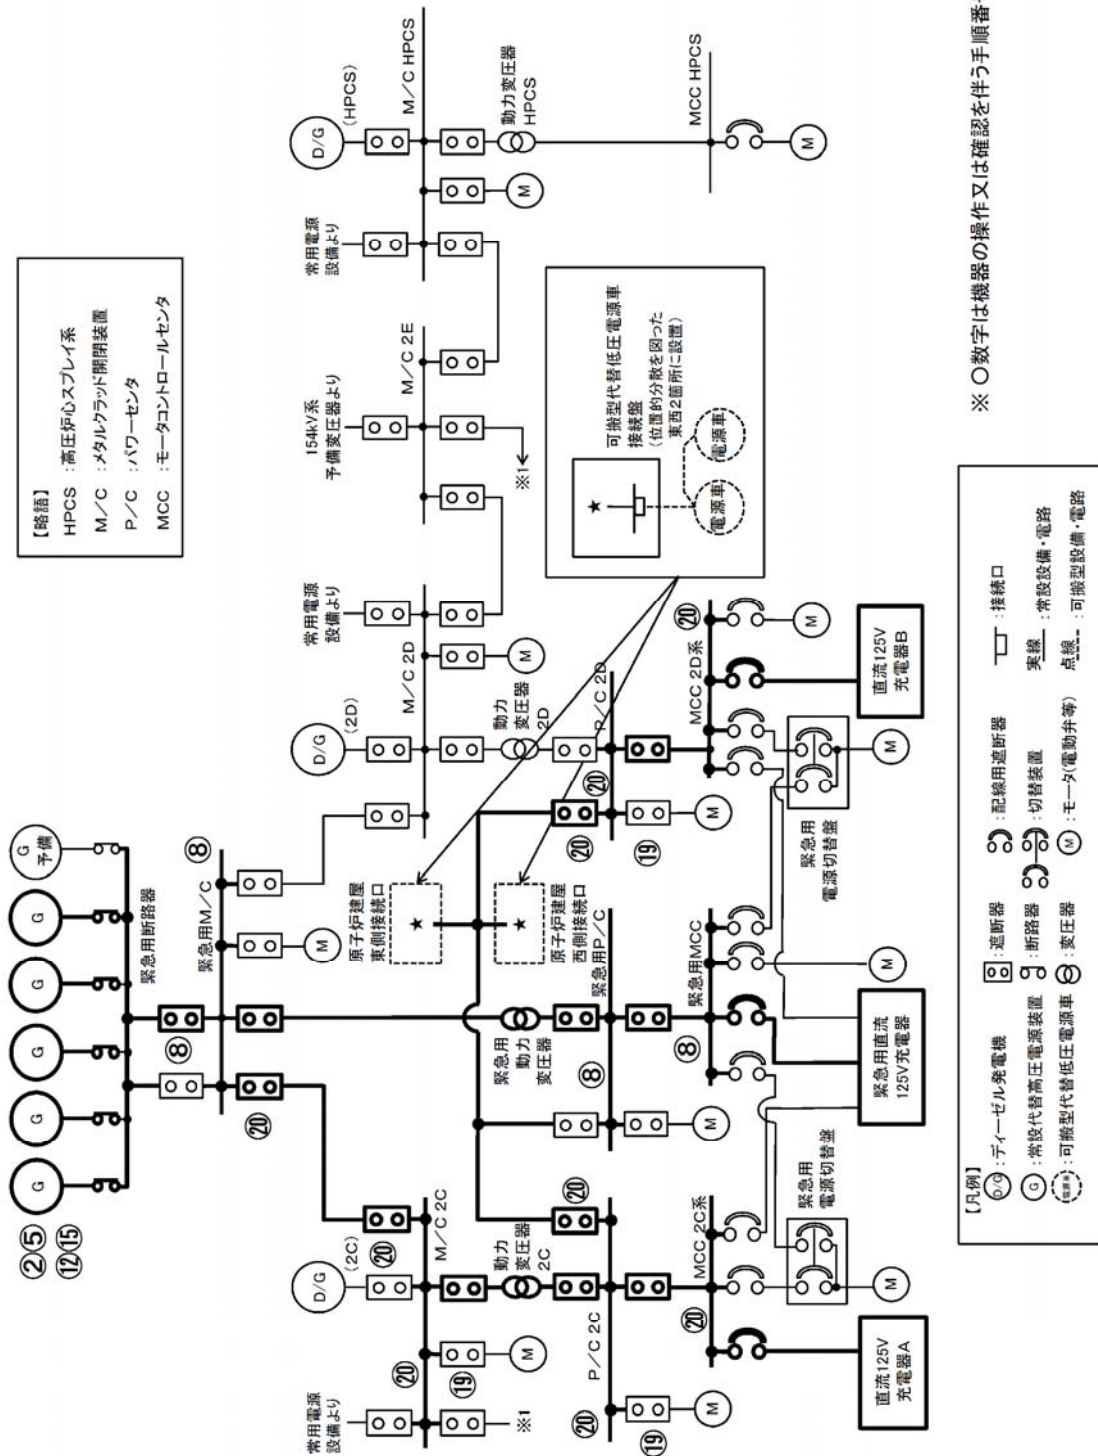 【略語】
HPCS :高圧炉心スプレイ系
M/C :メタルクラッド開閉装置
P/C :パワーセンタ
MCC :モータコントロールセンタ
②⑤
⑫⑮
G
G
G
G
G
G
予備
緊急用断路器
⑧
緊急用M/C
⑧
⑳
M
常用電源
設備より
D/G
(2C)
M/C 2C
⑳
⑳
⑲
M
※1
動力
変圧器
2C
P/C 2C
⑳
⑳
⑲
M
MCC 2C系
⑳
直流125V
充電器A
緊急用
電源切替盤
M
緊急用
動力
変圧器
緊急用P/C
⑧
M
緊急用MCC
⑧
M
緊急用直流
125V充電器
原子炉建屋
東側接続口
★
原子炉建屋
西側接続口
★
D/G
(2D)
常用電源
設備より
M/C 2D
M
動力
変圧器
2D
P/C 2D
⑳
⑳
⑲
M
MCC 2D系
⑳
M
緊急用
電源切替盤
M
直流125V
充電器B
154kV系
予備変圧器より
M/C 2E
※1
可搬型代替低圧電源車
接続盤
(位置的分散を図った
東西2箇所に設置)
★
電源車
電源車
常用電源
設備より
D/G
(HPCS)
M/C HPCS
M
動力変圧器
HPCS
MCC HPCS
M
【凡例】
D/G :ディーゼル発電機
G :常設代替高圧電源装置
電源車 :可搬型代替低圧電源車
:遮断器
:断路器
:変圧器
:配線用遮断器
:切替装置
M :モータ(電動弁等)
:接続口
実線 :常設設備・電路
点線 :可搬型設備・電路
※ 〇数字は機器の操作又は確認を伴う手順番